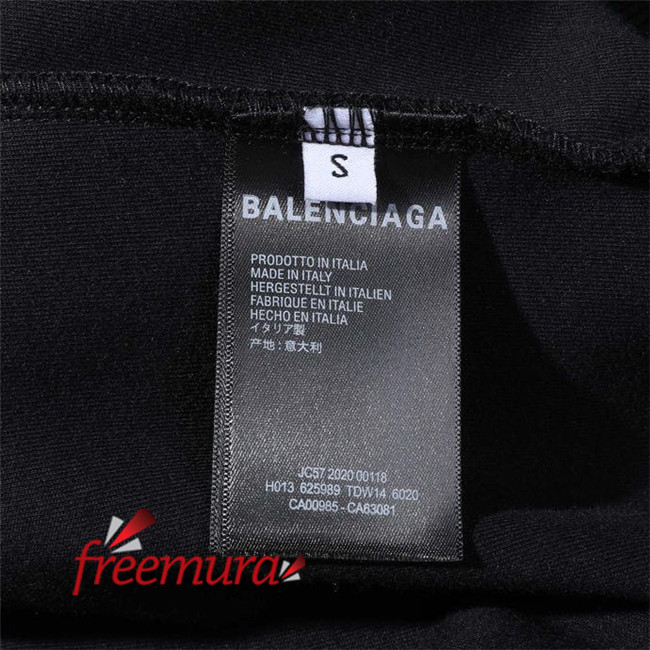 S
BALENCIAGA
PRODOTTO IN ITALIA
MADE IN ITALY
HERGESTELLT IN ITALIEN
FABRIQUE EN ITALIE
HECHO EN ITALIA
イタリア製
产地:意大利
JC57 2020 00118
H013 625989 TDW14 6020
CA00985-CA63081
freemura